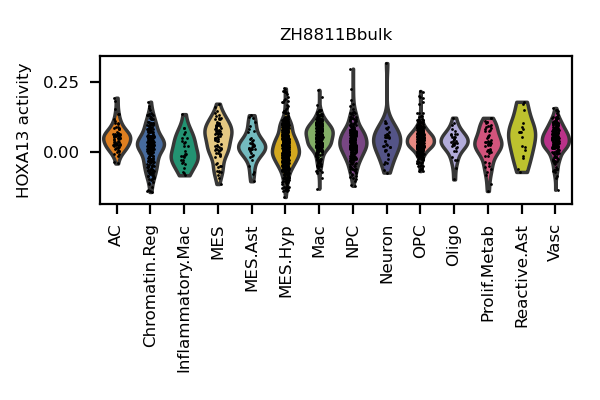 ZH8811Bbulk
HOXA13 activity
0.25
0.00
AC
Chromatin.Reg
Inflammatory.Mac
MES
MES.Ast
MES.Hyp
Mac
NPC
Neuron
OPC
Oligo
Prolif.Metab
Reactive.Ast
Vasc